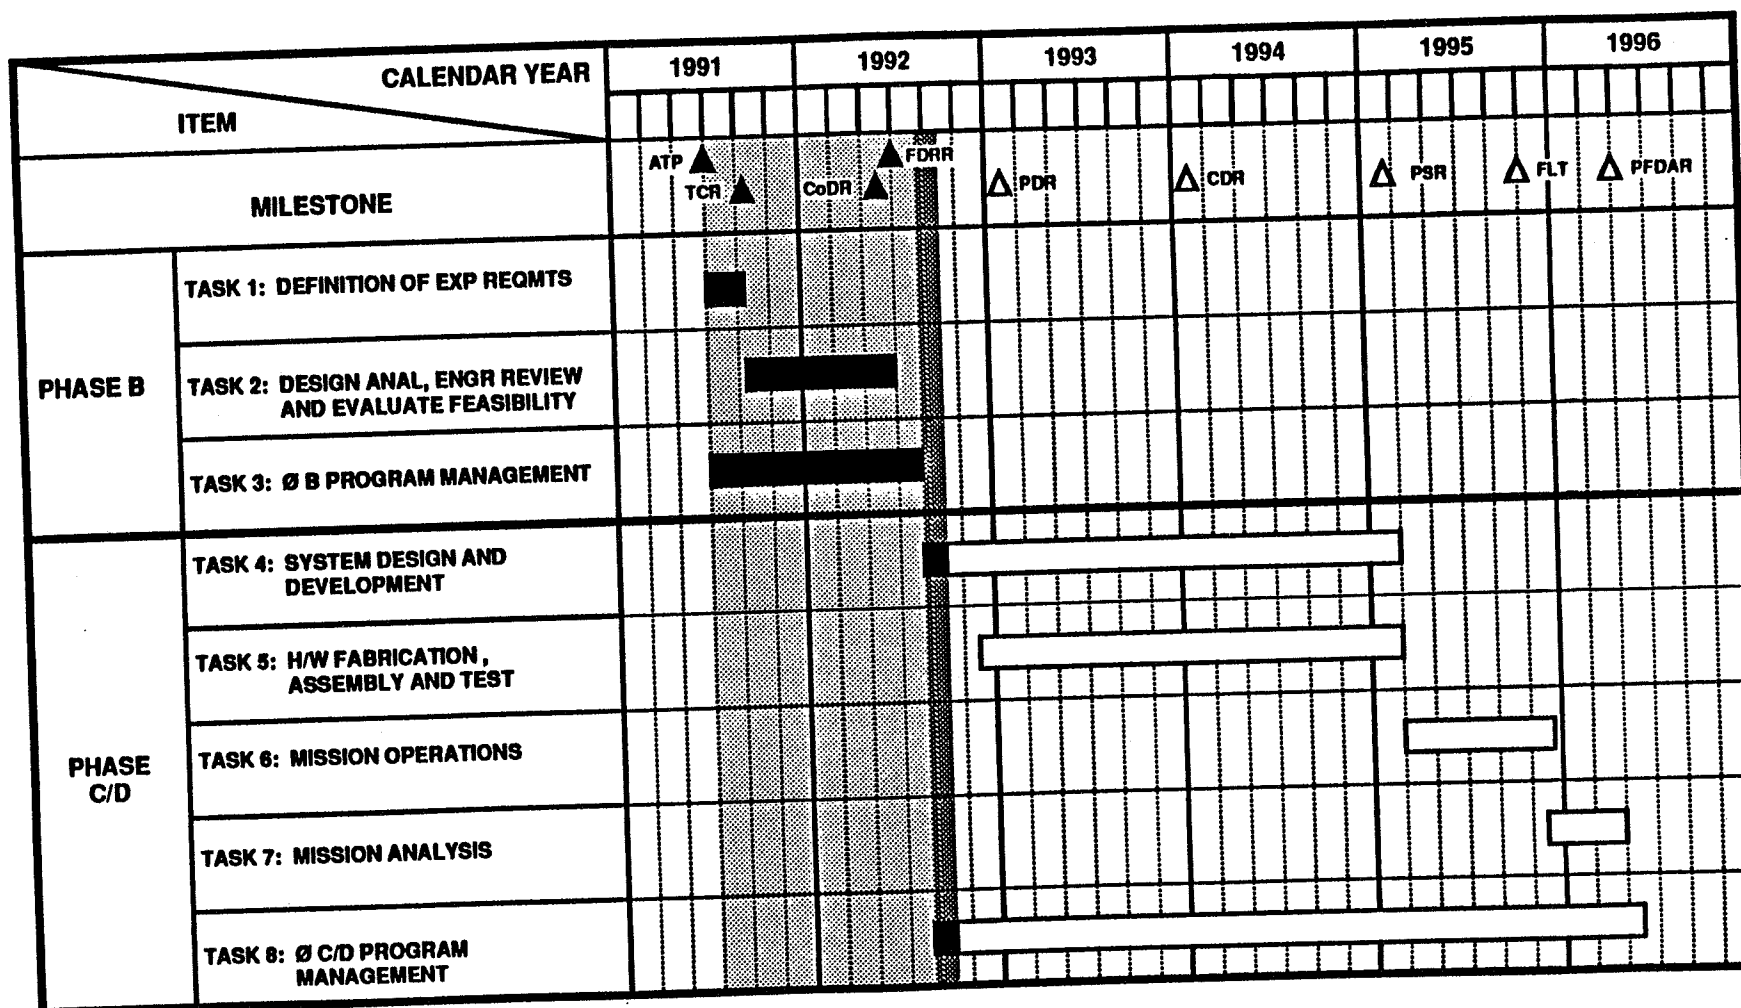 CALENDAR YEAR
ITEM
1991 1992 1993 1994 1995 1996
MILESTONE
ATP
TCR
CoDR
FDRR
PDR
CDR
PSR
FLT
PFDAR
PHASE B
TASK 1: DEFINITION OF EXP REQMTS
TASK 2: DESIGN ANAL, ENGR REVIEW
AND EVALUATE FEASIBILITY
TASK 3: Ø B PROGRAM MANAGEMENT
PHASE
C/D
TASK 4: SYSTEM DESIGN AND
DEVELOPMENT
TASK 5: H/W FABRICATION,
ASSEMBLY AND TEST
TASK 6: MISSION OPERATIONS
TASK 7: MISSION ANALYSIS
TASK 8: Ø C/D PROGRAM
MANAGEMENT